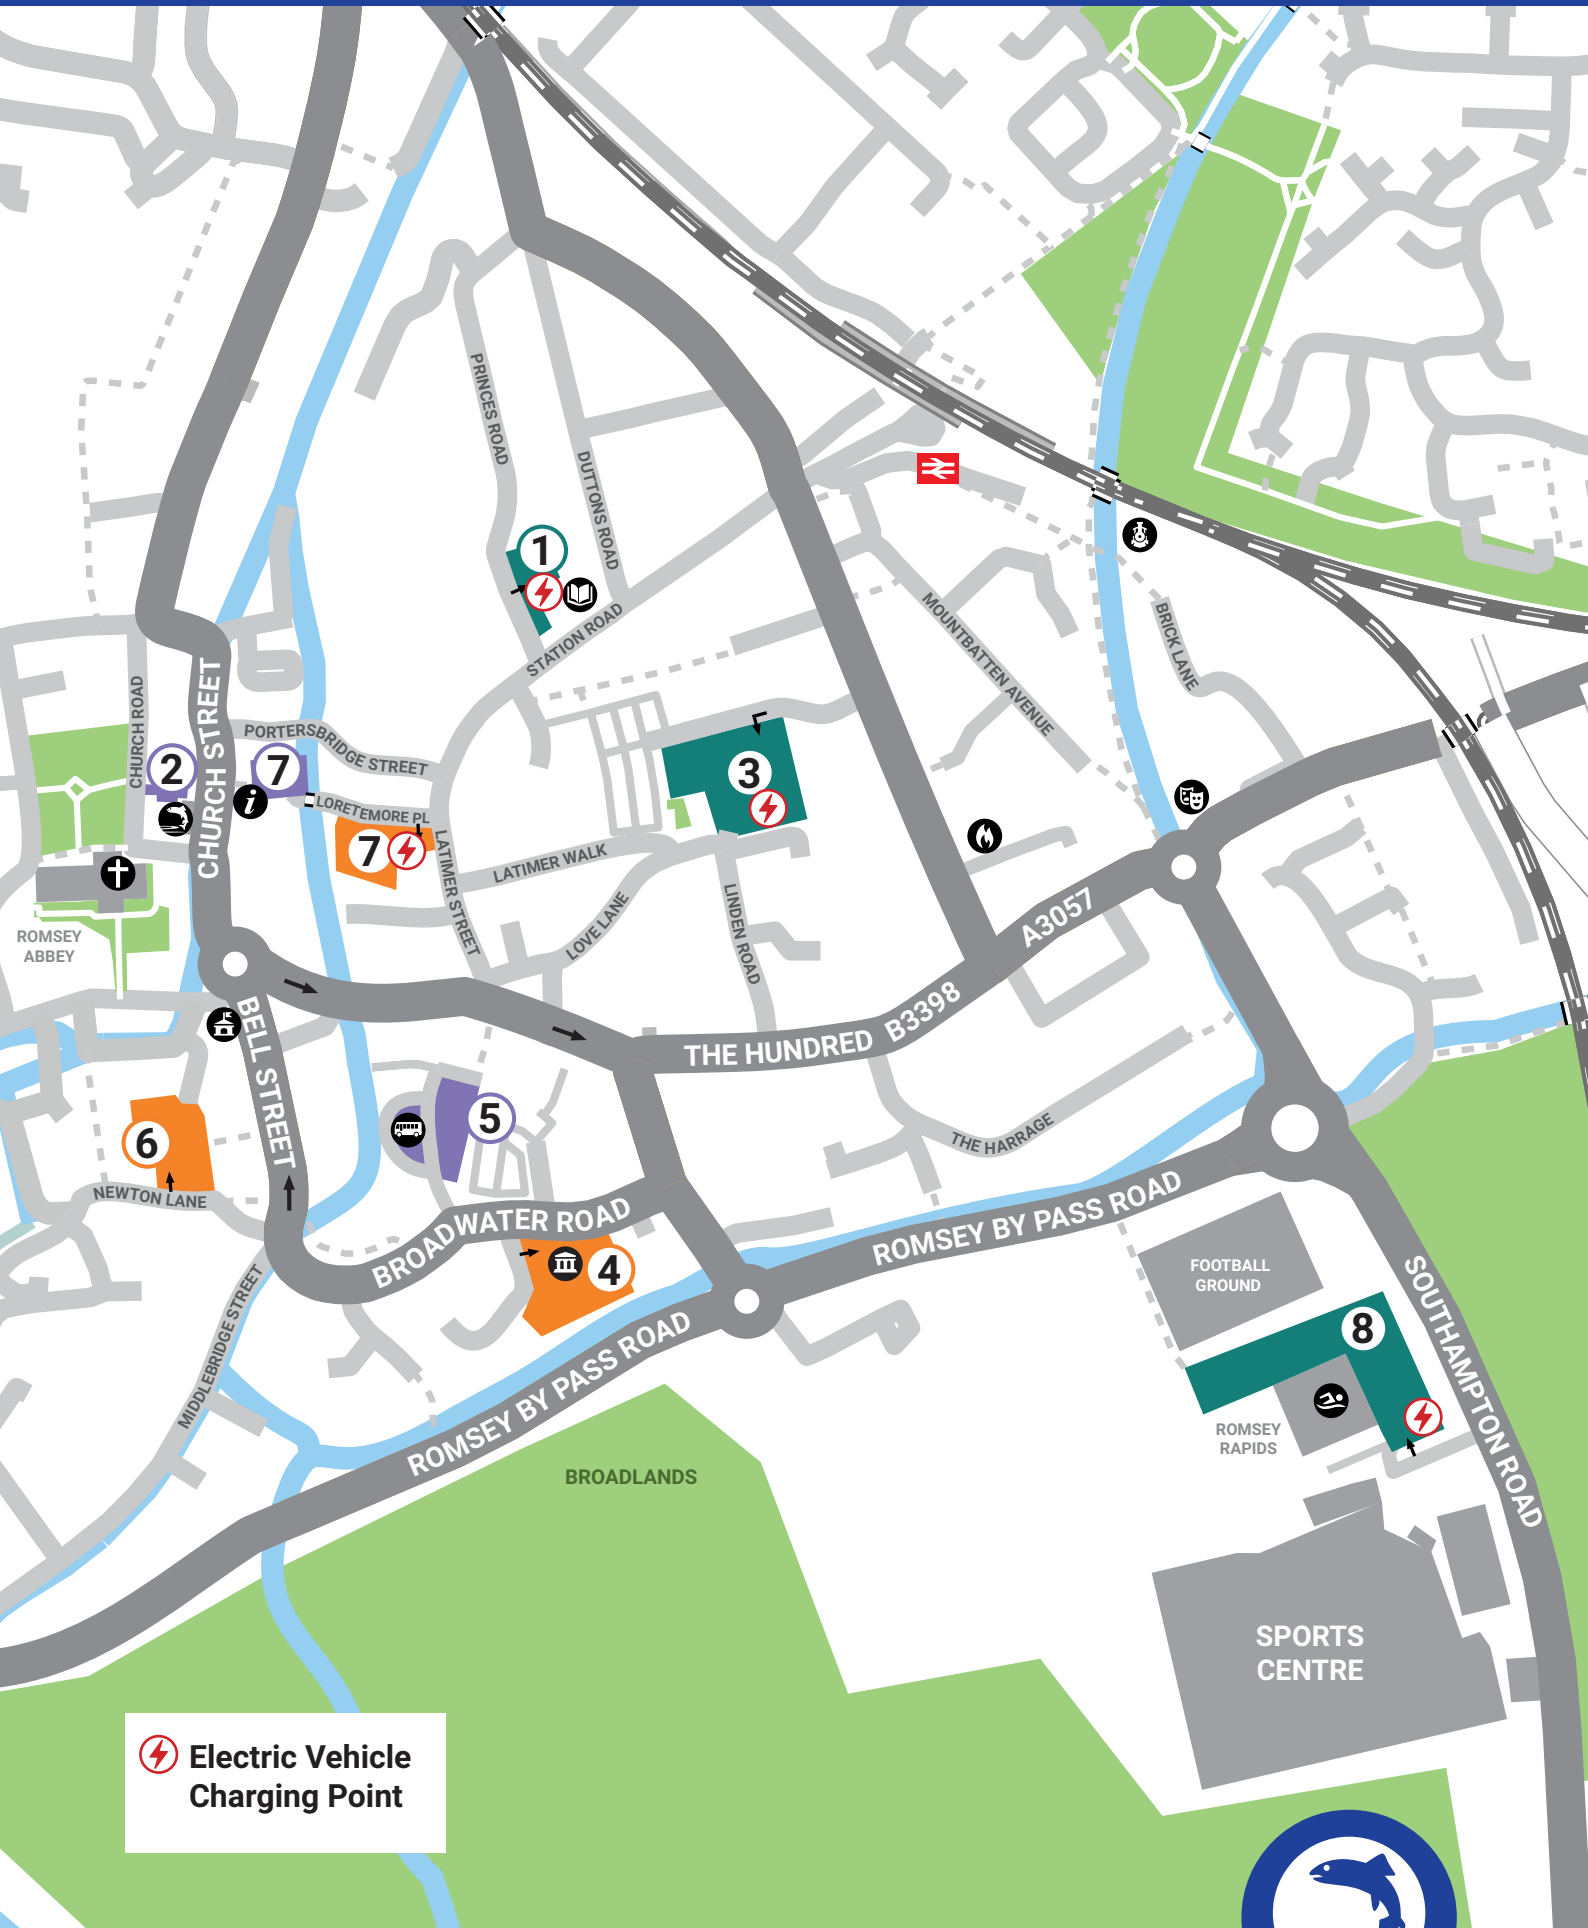 PRINCES ROAD
DUTTONS ROAD
1
STATION ROAD
MOUNTBATTEN AVENUE
BRICK LANE
CHURCH ROAD
CHURCH STREET
PORTERSBRIDGE STREET
2
7
3
LORETEMORE PL
7
LATIMER STREET
LATIMER WALK
LOVE LANE
LINDEN ROAD
A3057
ROMSEY
ABBEY
BELL STREET
THE HUNDRED B3398
5
6
THE HARRAGE
NEWTON LANE
BROADWATER ROAD
4
ROMSEY BY PASS ROAD
FOOTBALL
GROUND
SOUTHAMPTON ROAD
MIDDLEBRIDGE STREET
8
ROMSEY BY PASS ROAD
ROMSEY
RAPIDS
BROADLANDS
SPORTS
CENTRE
Electric Vehicle
Charging Point